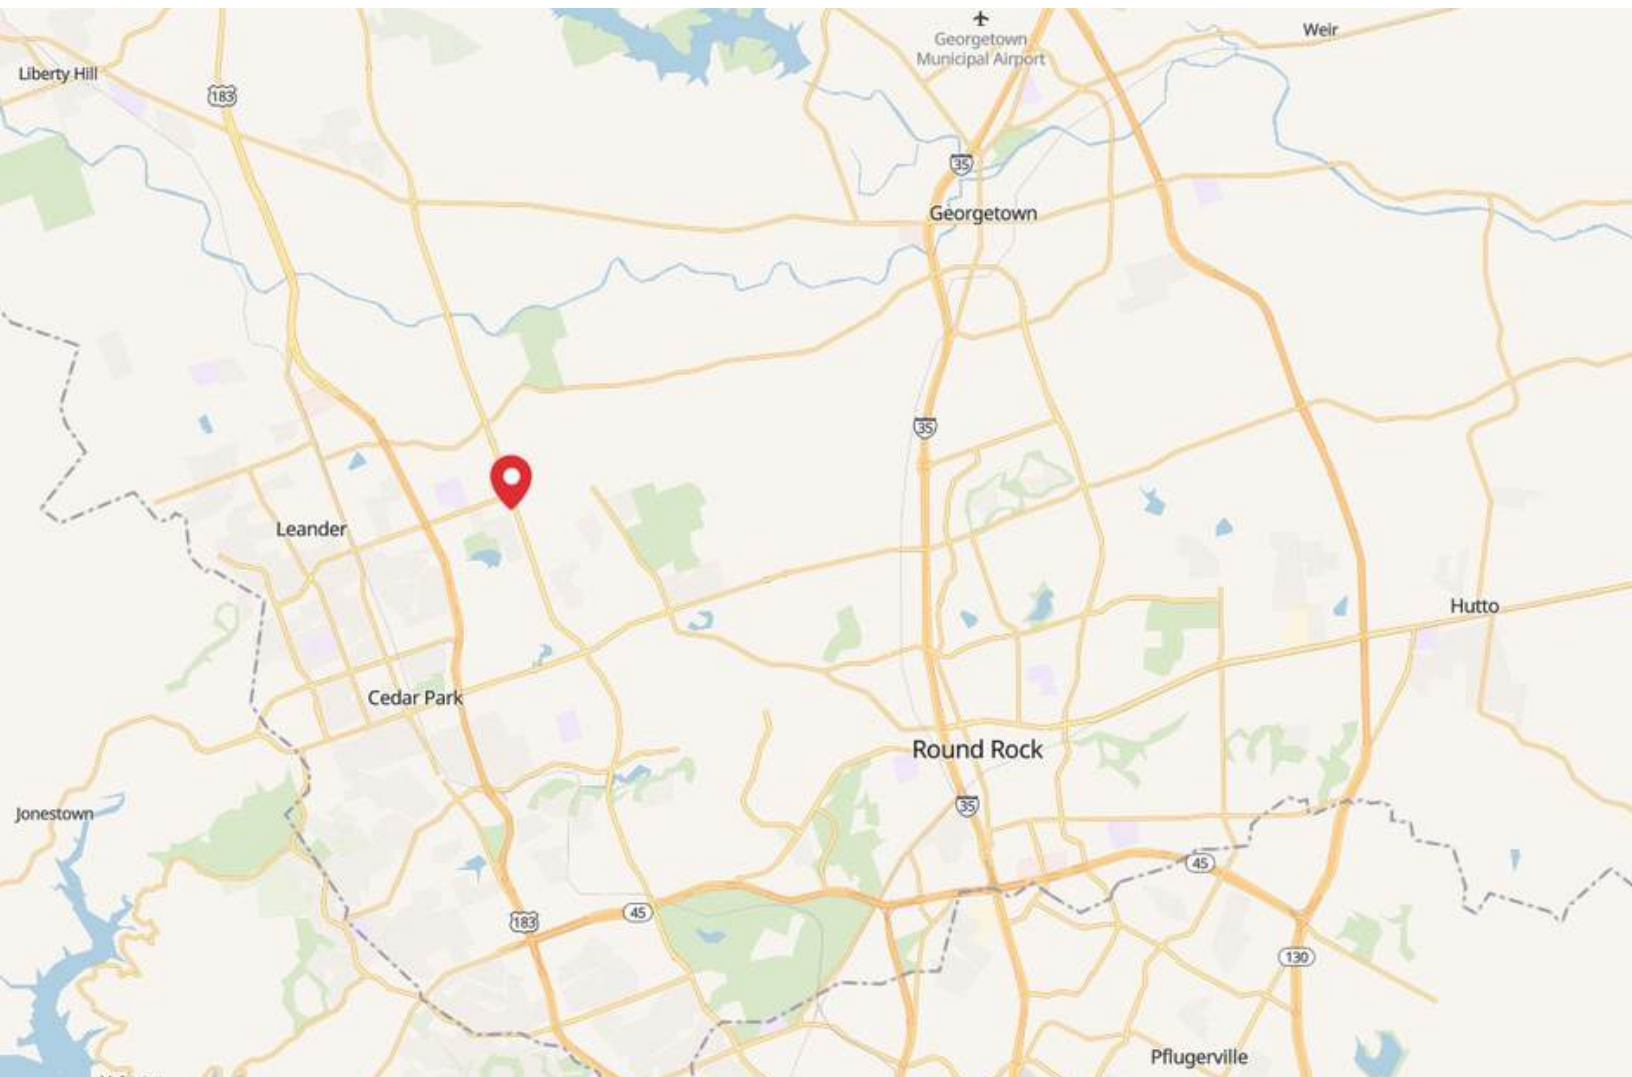 Georgetown
Municipal Airport
Weir
Liberty Hill
183
35
Georgetown
35
Leander
Hutto
Cedar Park
Round Rock
35
Jonestown
45
45
183
130
Pflugerville